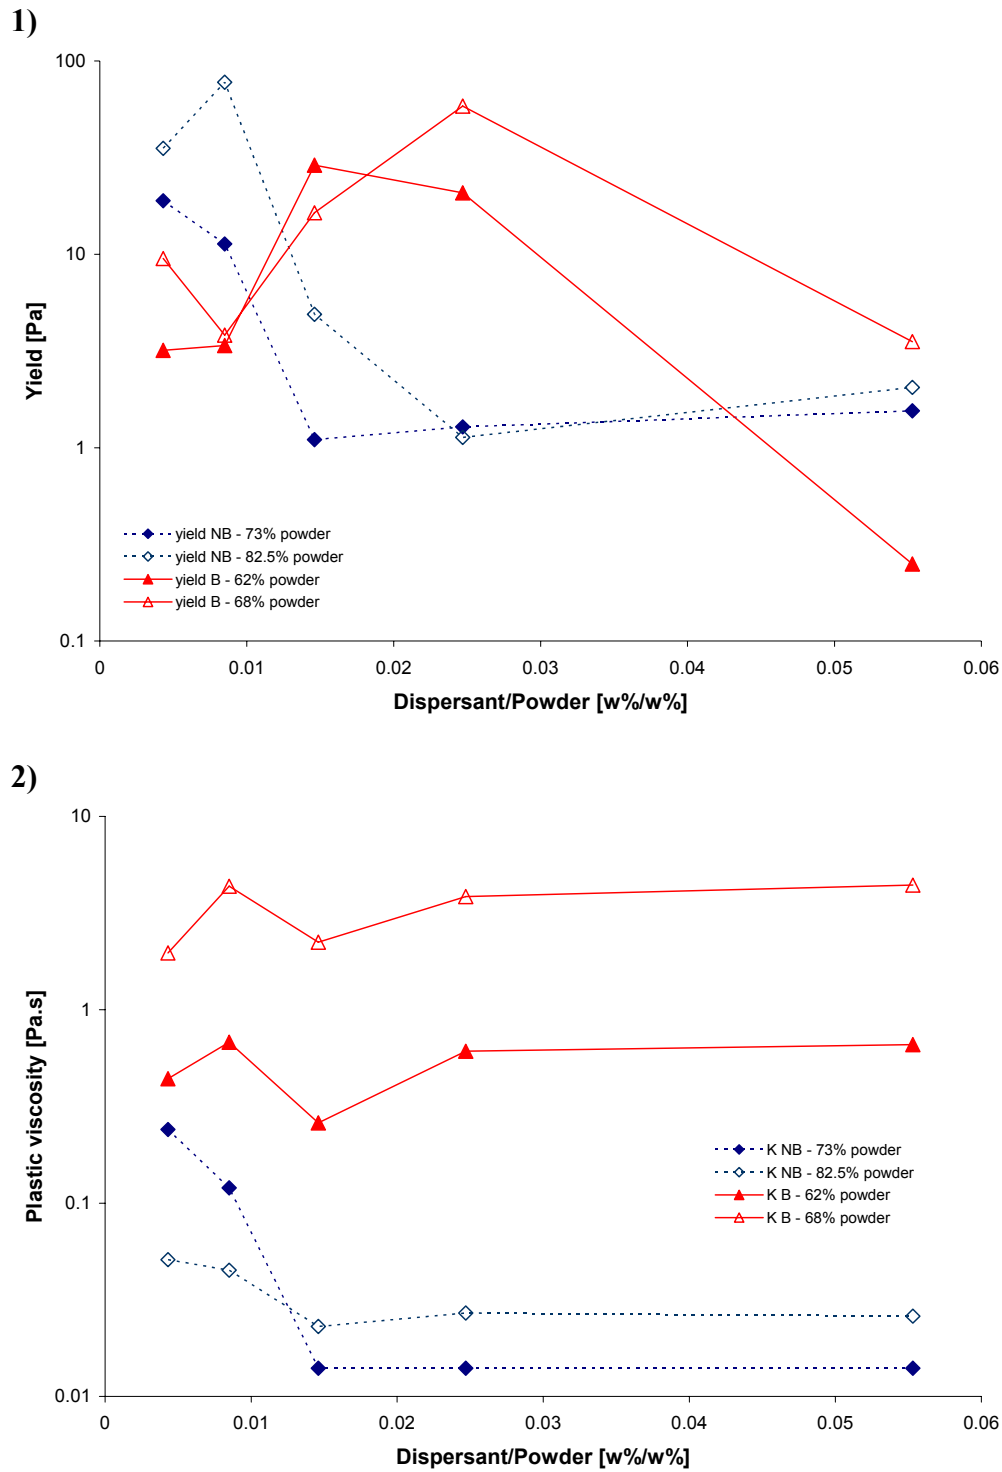 1)
100
10
1
0.1
Yield [Pa]
yield NB - 73% powder
yield NB - 82.5% powder
yield B - 62% powder
yield B - 68% powder
0 0.01 0.02 0.03 0.04 0.05 0.06
Dispersant/Powder [w%/w%]
2)
10
1
0.1
0.01
Plastic viscosity [Pa.s]
K NB - 73% powder
K NB - 82.5% powder
K B - 62% powder
K B - 68% powder
0 0.01 0.02 0.03 0.04 0.05 0.06
Dispersant/Powder [w%/w%]